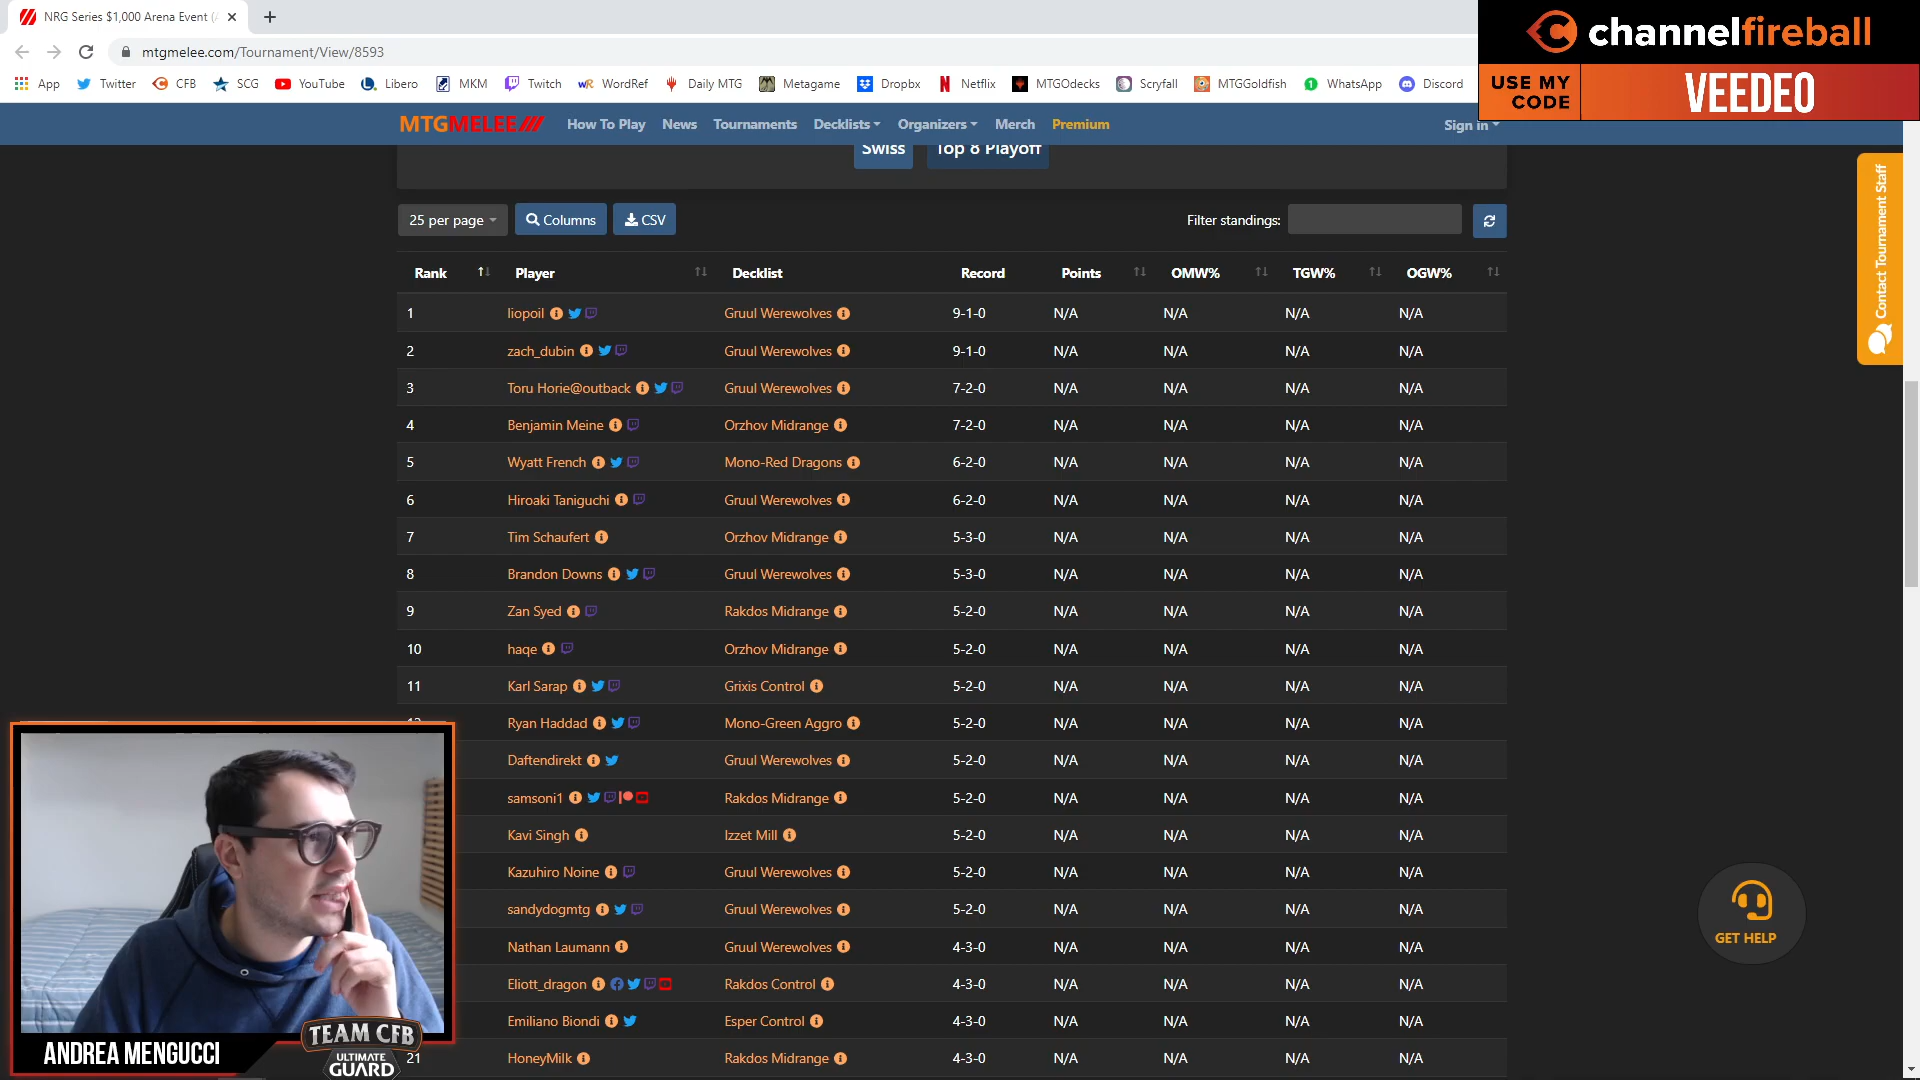 NRG Series $1,000 Arena Event (
mtgmelee.com/Tournament/View/8593
App Twitter CFB SCG YouTube Libero MKM Twitch WordRef Daily MTG Metagame Dropbx Netflix MTGOdecks Scryfall MTGGoldfish WhatsApp Discord
channelfireball
USE MY CODE
VEEDEO
MTGMELEE How To Play News Tournaments Decklists Organizers Merch Premium Sign in
Swiss Top 8 Playoff
25 per page Columns CSV Filter standings:
Contact Tournament Staff
Rank Player Decklist Record Points OMW% TGW% OGW%
1 liopoil Gruul Werewolves 9-1-0 N/A N/A N/A N/A
2 zach_dubin Gruul Werewolves 9-1-0 N/A N/A N/A N/A
3 Toru Horie@outback Gruul Werewolves 7-2-0 N/A N/A N/A N/A
4 Benjamin Meine Orzhov Midrange 7-2-0 N/A N/A N/A N/A
5 Wyatt French Mono-Red Dragons 6-2-0 N/A N/A N/A N/A
6 Hiroaki Taniguchi Gruul Werewolves 6-2-0 N/A N/A N/A N/A
7 Tim Schaufert Orzhov Midrange 5-3-0 N/A N/A N/A N/A
8 Brandon Downs Gruul Werewolves 5-3-0 N/A N/A N/A N/A
9 Zan Syed Rakdos Midrange 5-2-0 N/A N/A N/A N/A
10 haqe Orzhov Midrange 5-2-0 N/A N/A N/A N/A
11 Karl Sarap Grixis Control 5-2-0 N/A N/A N/A N/A
Ryan Haddad Mono-Green Aggro 5-2-0 N/A N/A N/A N/A
Daftendirekt Gruul Werewolves 5-2-0 N/A N/A N/A N/A
samsoni1 Rakdos Midrange 5-2-0 N/A N/A N/A N/A
Kavi Singh Izzet Mill 5-2-0 N/A N/A N/A N/A
Kazuhiro Noine Gruul Werewolves 5-2-0 N/A N/A N/A N/A
sandydogmtg Gruul Werewolves 5-2-0 N/A N/A N/A N/A
Nathan Laumann Gruul Werewolves 4-3-0 N/A N/A N/A N/A
Eliott_dragon Rakdos Control 4-3-0 N/A N/A N/A N/A
Emiliano Biondi Esper Control 4-3-0 N/A N/A N/A N/A
21 HoneyMilk Rakdos Midrange 4-3-0 N/A N/A N/A N/A
GET HELP
ANDREA MENGUCCI
TEAM CFB
ULTIMATE
GUARD